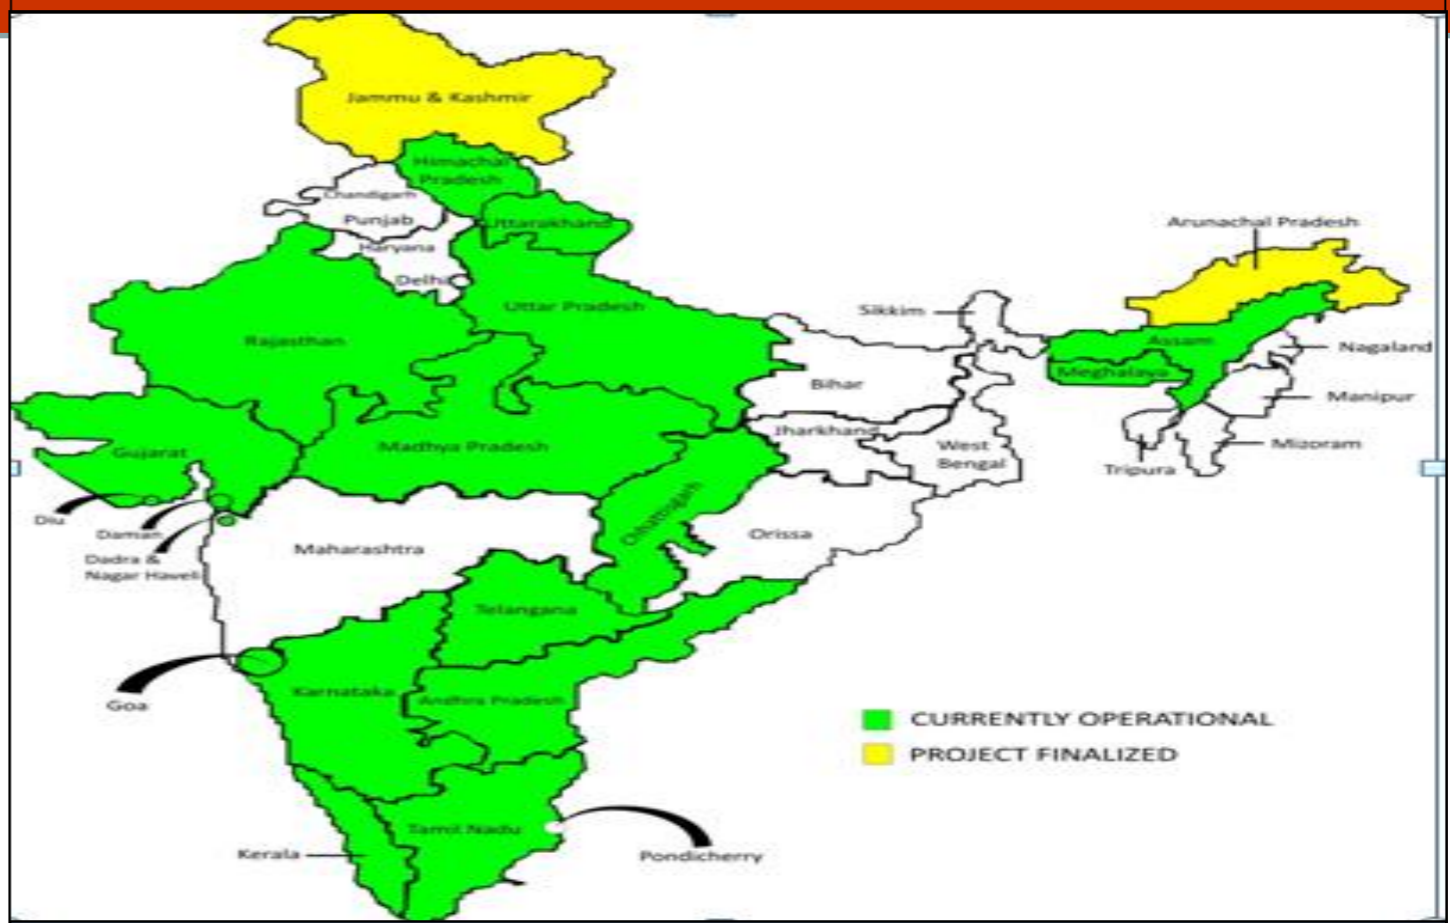 Jammu & Kashmir
Himachal
Pradesh
Chandigarh
Punjab
Uttarakhand
Haryana
Delhi
Arunachal Pradesh
Uttar Pradesh
Sikkim
Rajasthan
Assam
Nagaland
Meghalaya
Bihar
Manipur
Jharkhand
Madhya Pradesh
West
Bengal
Mizoram
Tripura
Gujarat
Chhattisgarh
Diu
Daman
Dadra &
Nagar Haveli
Maharashtra
Orissa
Telangana
Karnataka
Andhra Pradesh
Goa
CURRENTLY OPERATIONAL
PROJECT FINALIZED
Tamil Nadu
Kerala
Pondicherry